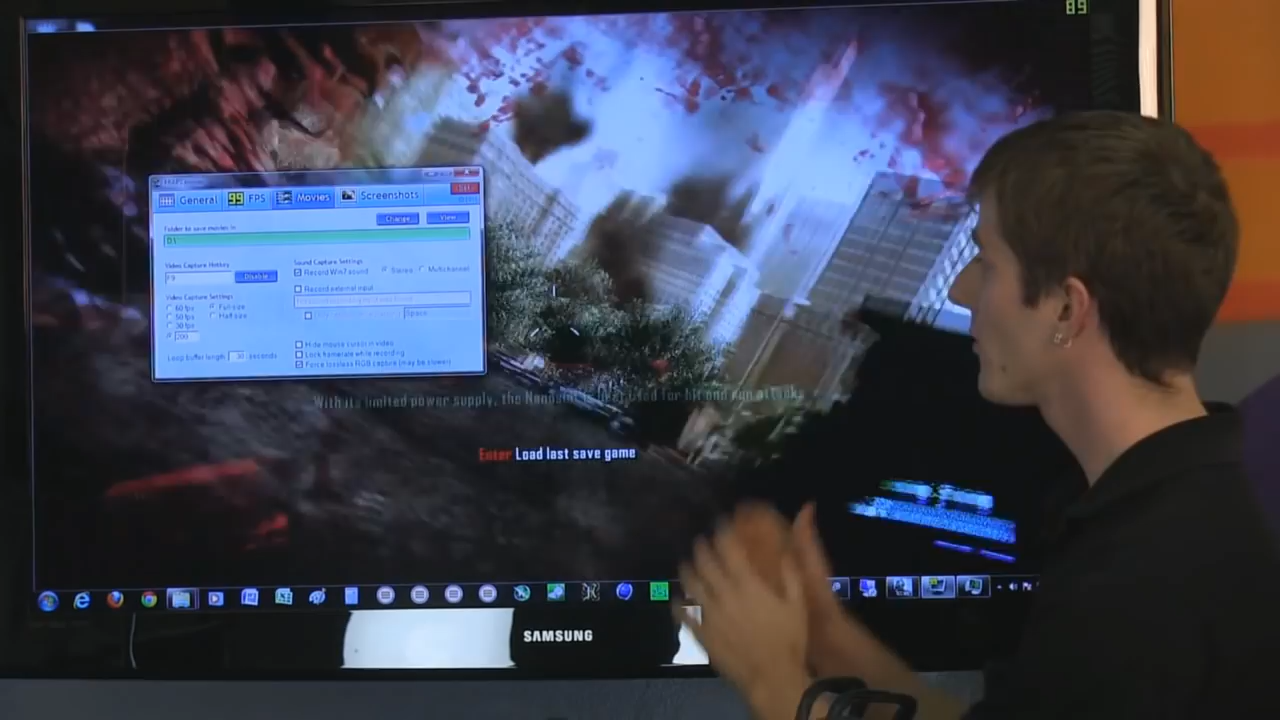 89
General
99 FPS
Movies
Screenshots
Change
View
Folder to save movies in
D:\
Video Capture Hotkey
F9
Disable
Sound Capture Settings
Record Win7 sound
Stereo
Multichannel
Record external input
Video Capture Settings
60 fps
Full-size
50 fps
Half-size
30 fps
200
Space
Loop buffer length 30 seconds
Hide mouse cursor in video
Lock framerate while recording
Force lossless RGB capture (may be slower)
With its limited power supply, the Nanosuit is best used for hit and run attacks
Enter Load last save game
SAMSUNG